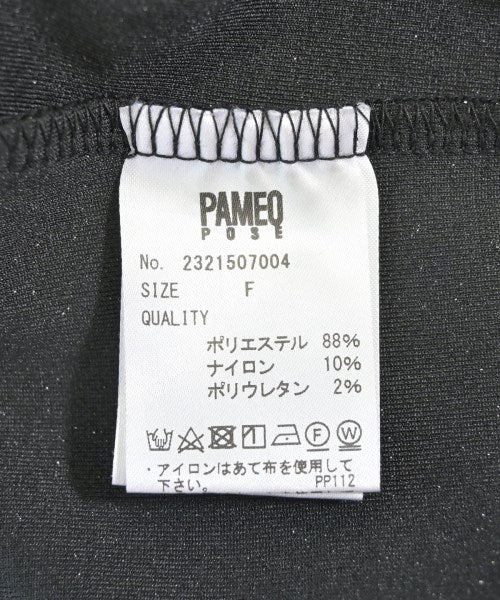 PAMEO
POSE
No. 2321507004
SIZE F
QUALITY
ポリエステル 88%
ナイロン 10%
ポリウレタン 2%
F W
・アイロンはあて布を使用して
下さい。 PP112